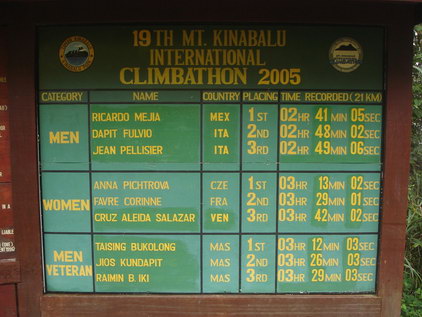 19TH MT. KINABALU
INTERNATIONAL
CLIMBATHON 2005
CATEGORY NAME COUNTRY PLACING TIME RECORDED (21 KM)
MEN
RICARDO MEJIA MEX 1ST 02HR 41MIN 05SEC
DAPIT FULVIO ITA 2ND 02HR 48MIN 02SEC
JEAN PELLISIER ITA 3RD 02HR 49MIN 06SEC
WOMEN
ANNA PICHTROVA CZE 1ST 03HR 13MIN 02SEC
FAVRE CORINNE FRA 2ND 03HR 29MIN 01SEC
CRUZ ALEIDA SALAZAR VEN 3RD 03HR 42MIN 02SEC
MEN
VETERAN
TAISING BUKOLONG MAS 1ST 03HR 12MIN 03SEC
JIOS KUNDAPIT MAS 2ND 03HR 26MIN 03SEC
RAIMIN B. IKI MAS 3RD 03HR 29MIN 03SEC